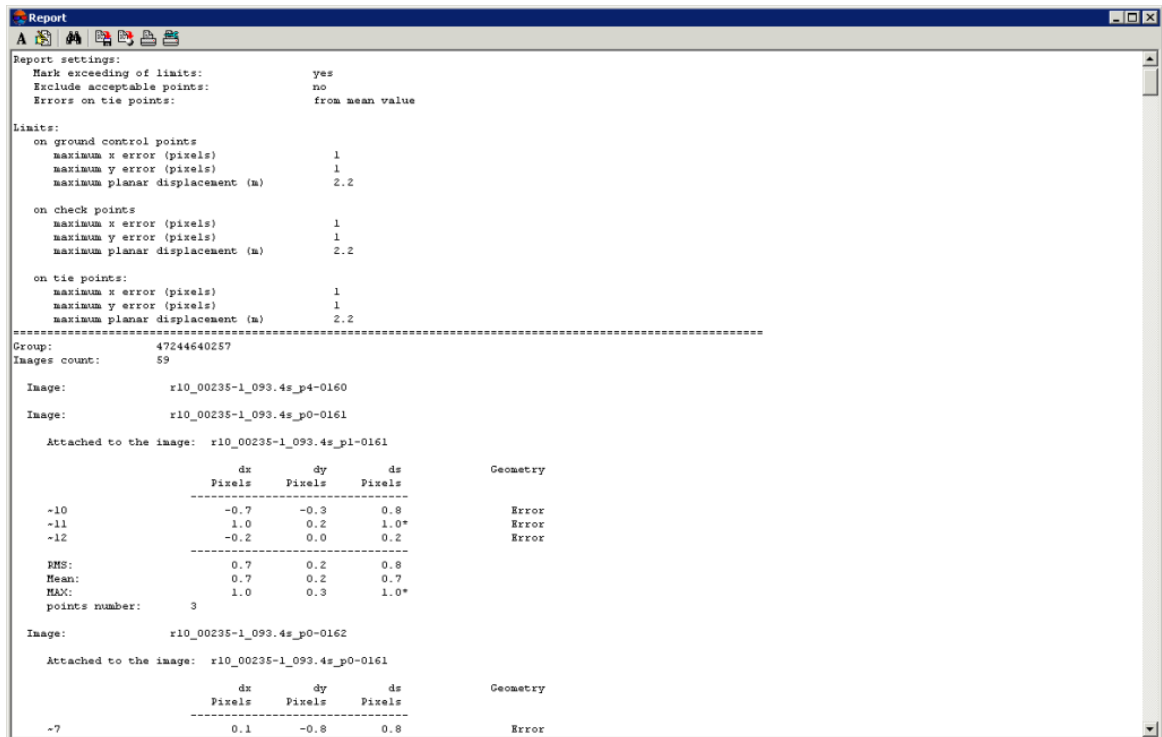 Report
A
Report settings:
Mark exceeding of limits: yes
Exclude acceptable points: no
Errors on tie points: from mean value
Limits:
on ground control points
maximum x error (pixels) 1
maximum y error (pixels) 1
maximum planar displacement (m) 2.2
on check points
maximum x error (pixels) 1
maximum y error (pixels) 1
maximum planar displacement (m) 2.2
on tie points:
maximum x error (pixels) 1
maximum y error (pixels) 1
maximum planar displacement (m) 2.2
Group: 47244640257
Images count: 59
Image: r10_00235-1_093.4s_p4-0160
Image: r10_00235-1_093.4s_p0-0161
Attached to the image: r10_00235-1_093.4s_p1-0161
dx dy ds Geometry
Pixels Pixels Pixels
~10 -0.7 -0.3 0.8 Error
~11 1.0 0.2 1.0* Error
~12 -0.2 0.0 0.2 Error
RMS: 0.7 0.2 0.8
Mean: 0.7 0.2 0.7
MAX: 1.0 0.3 1.0*
points number: 3
Image: r10_00235-1_093.4s_p0-0162
Attached to the image: r10_00235-1_093.4s_p0-0161
dx dy ds Geometry
Pixels Pixels Pixels
~7 0.1 -0.8 0.8 Error